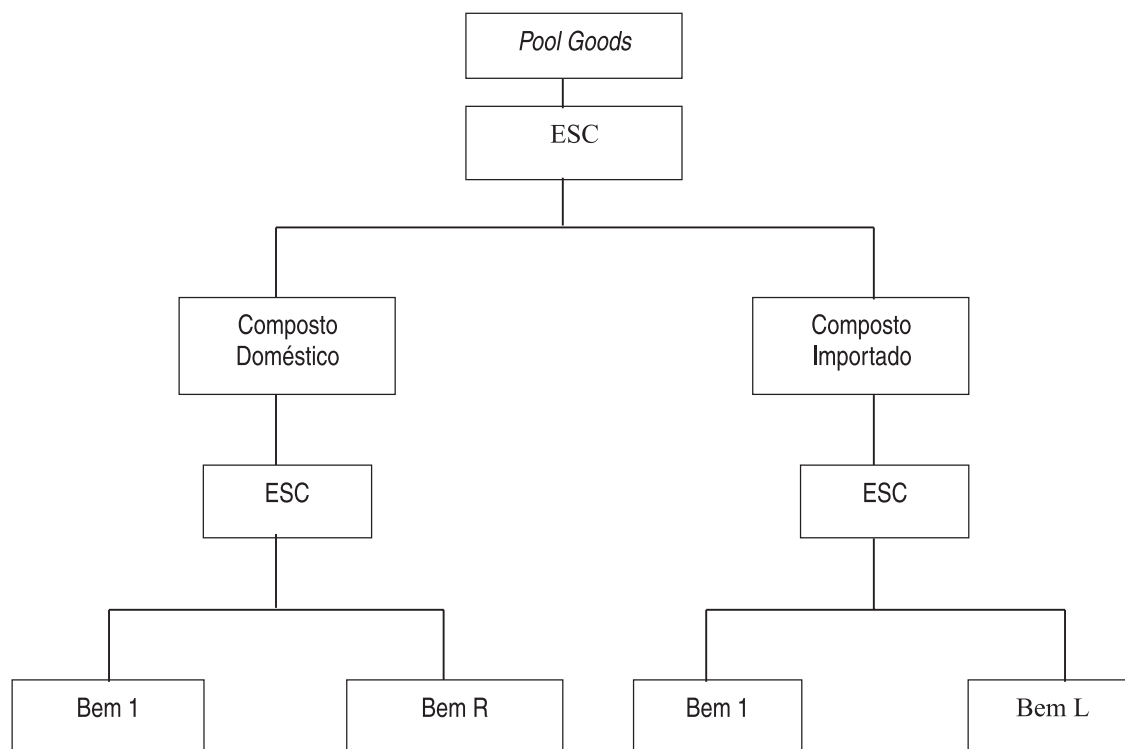 Pool Goods
ESC
Composto
Doméstico
Composto
Importado
ESC
ESC
Bem 1
Bem R
Bem 1
Bem L